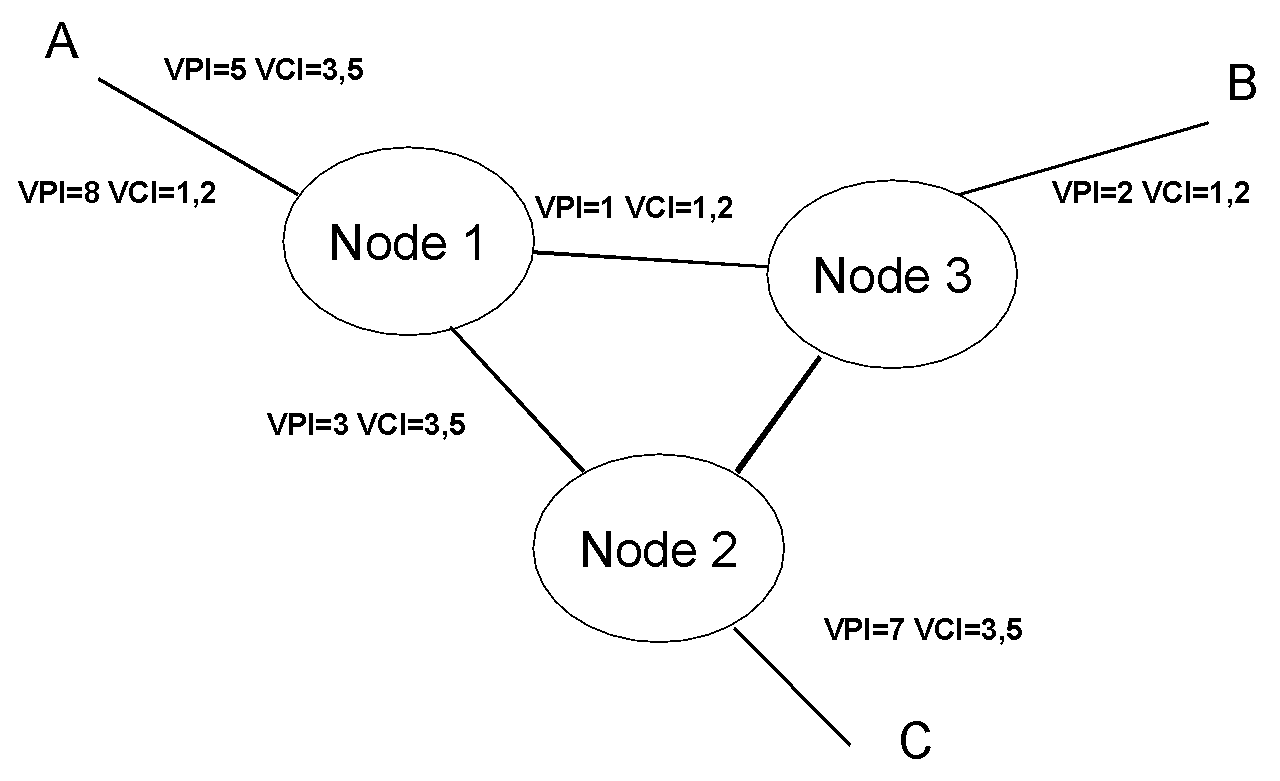 A
VPI=5 VCI=3,5
B
VPI=8 VCI=1,2
VPI=1 VCI=1,2
VPI=2 VCI=1,2
Node 1
Node 3
VPI=3 VCI=3,5
Node 2
VPI=7 VCI=3,5
C